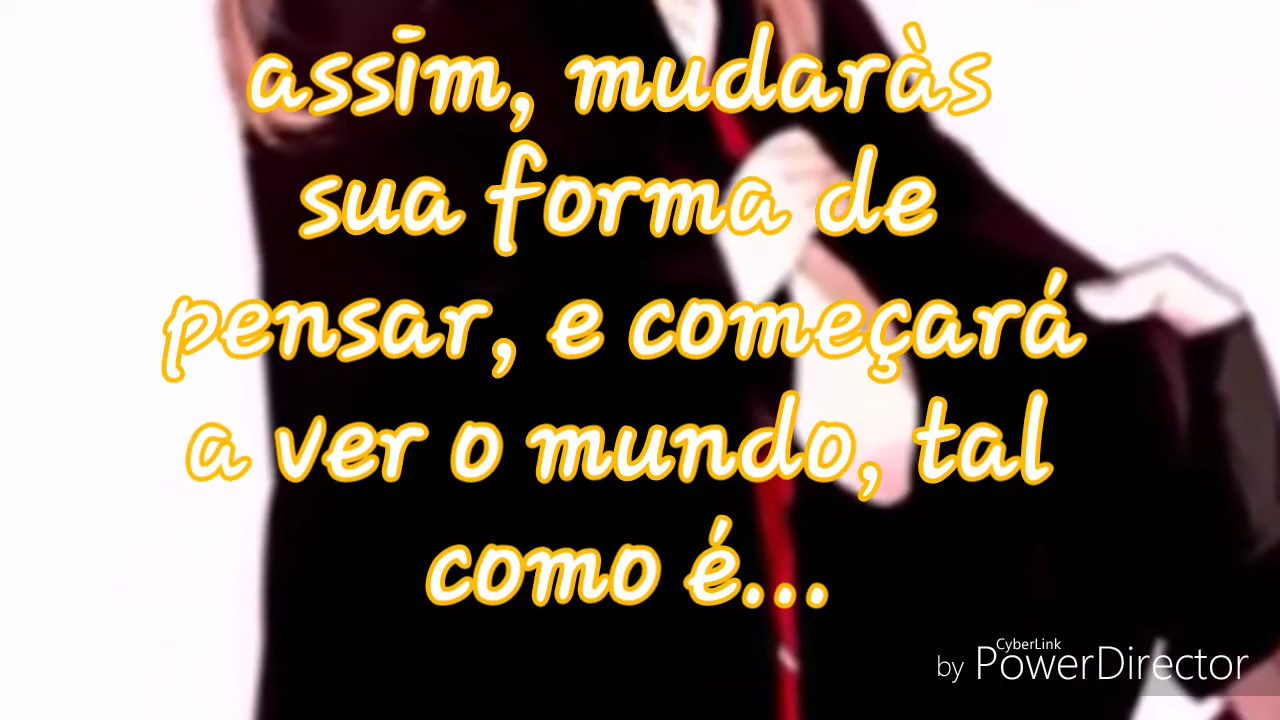 assim, mudaràs
sua forma de
pensar, e começará
a ver o mundo, tal
como é...
CyberLink
by PowerDirector